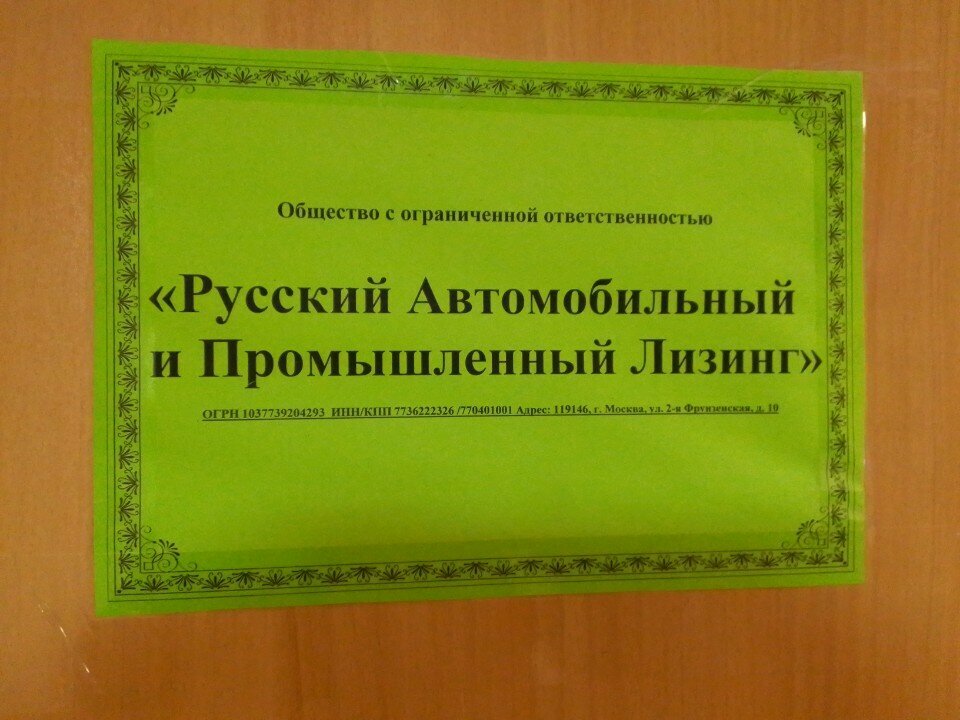 Общество с ограниченной ответственностью
«Русский Автомобильный
и Промышленный Лизинг»
ОГРН 1037739204293 ИНН/КПП 7736222326 /770401001 Адрес: 119146, г. Москва, ул. 2-я Фрунзенская, д. 10